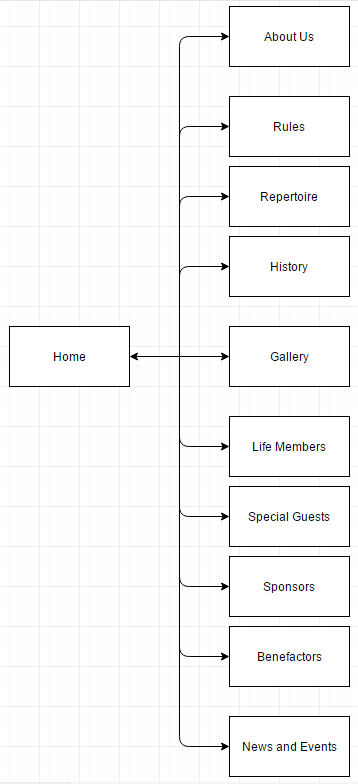 About Us
Rules
Repertoire
History
Home
Gallery
Life Members
Special Guests
Sponsors
Benefactors
News and Events